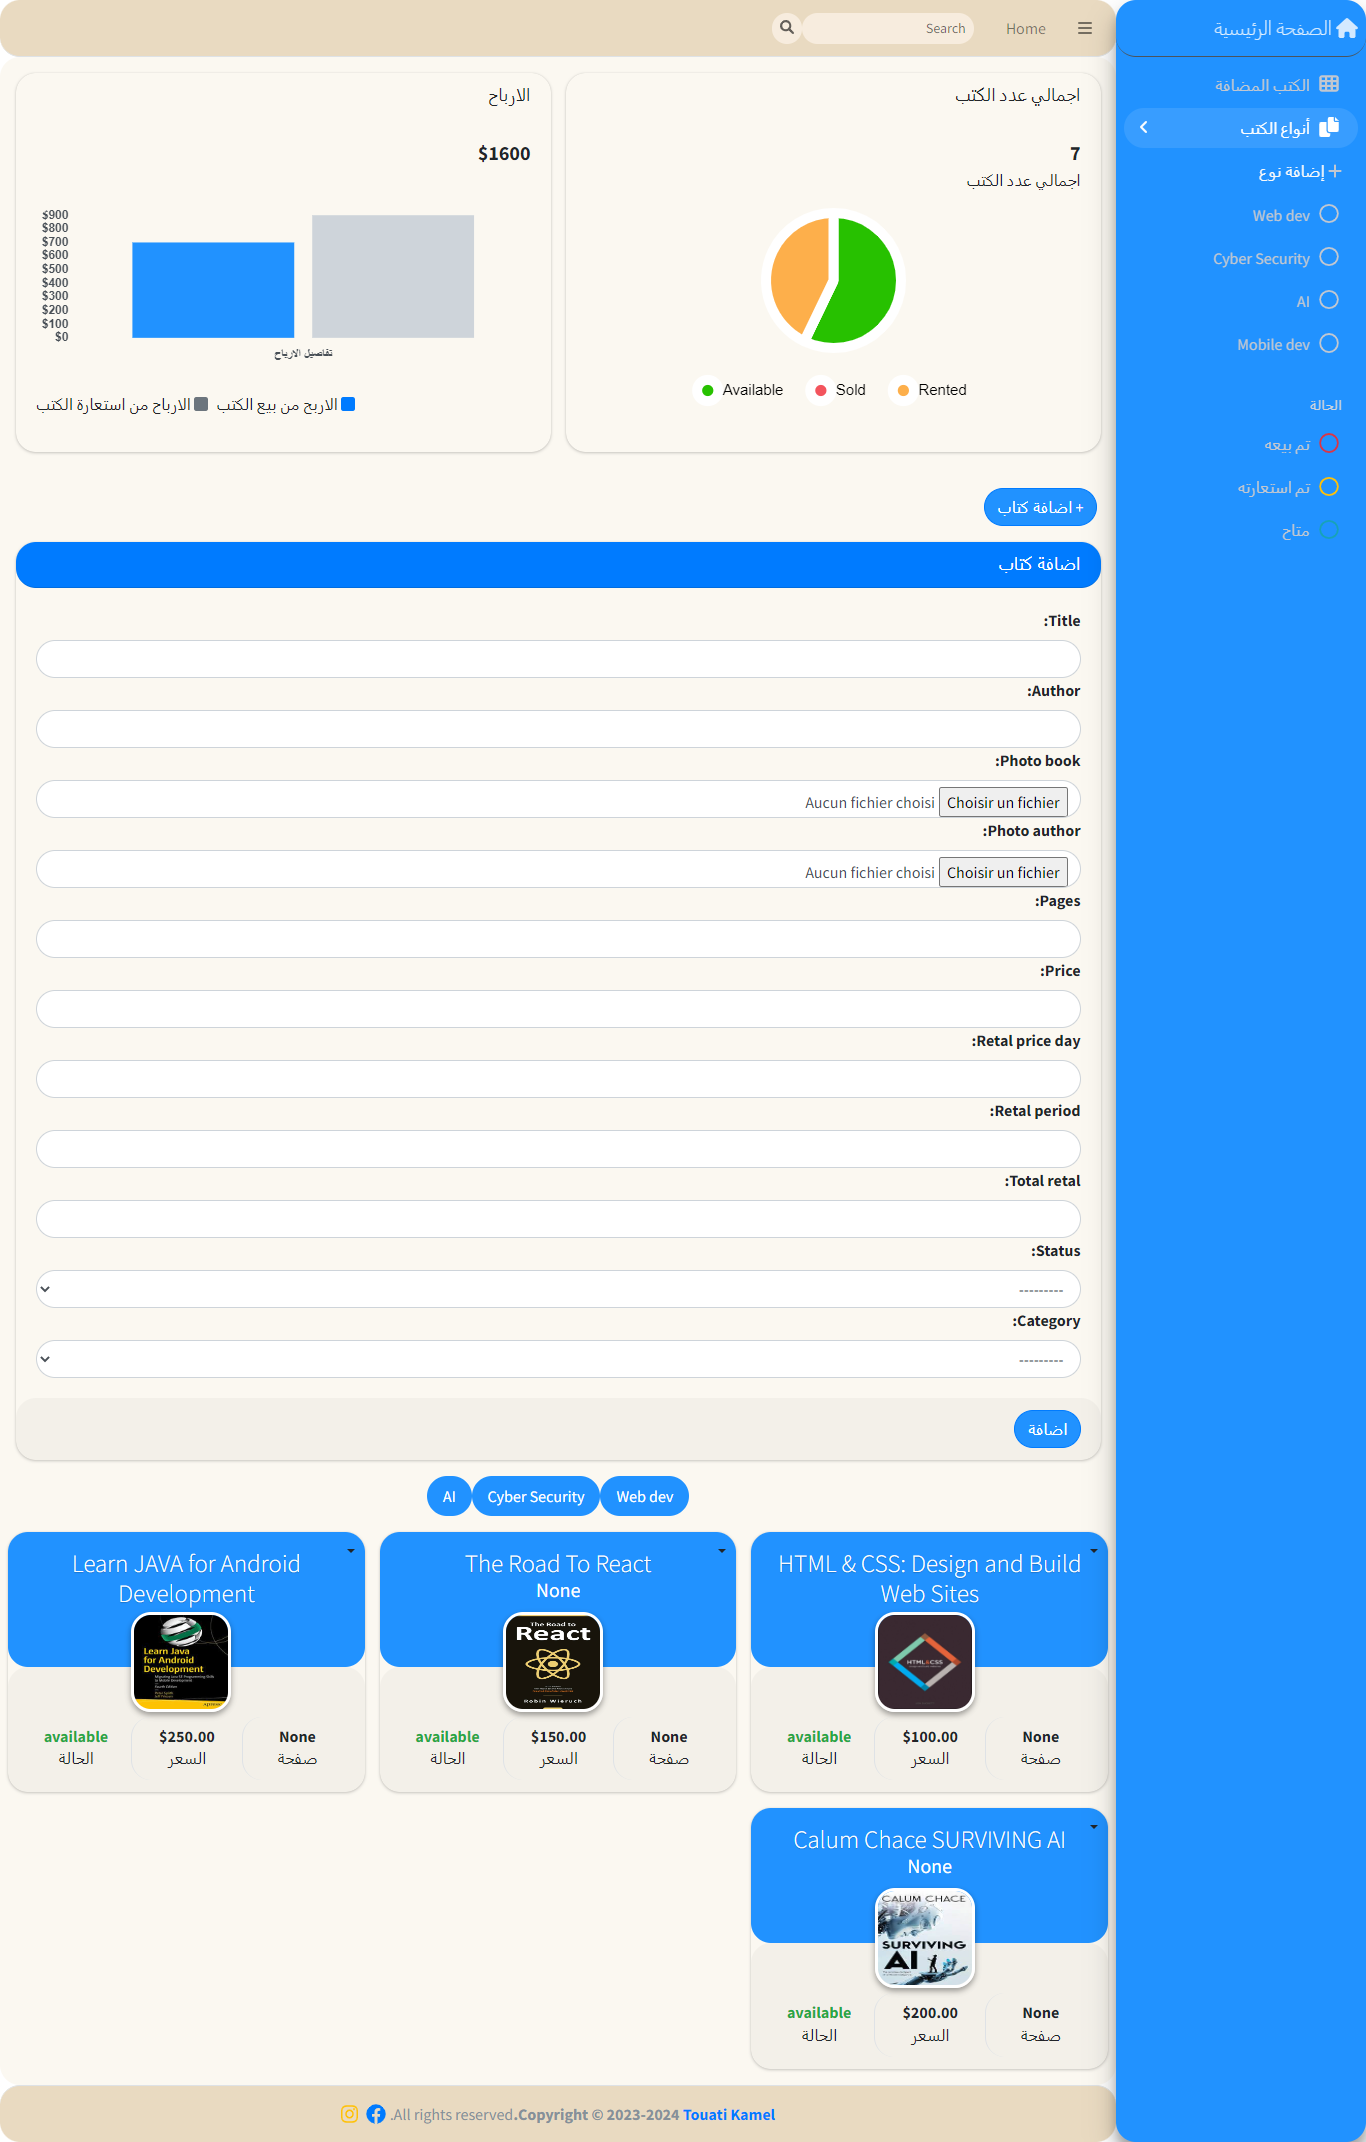 الصفحة الرئيسية
الكتب المضافة
أنواع الكتب
إضافة نوع
Web dev
Cyber Security
AI
Mobile dev
الحالة
تم بيعه
تم استعارته
متاح
Home
Search
اجمالي عدد الكتب
7
اجمالي عدد الكتب
Available
Sold
Rented
الارباح
$1600
$900
$800
$700
$600
$500
$400
$300
$200
$100
$0
تفاصيل الارباح
الاربح من بيع الكتب
الارباح من استعارة الكتب
+ اضافة كتاب
اضافة كتاب
:Title
:Author
:Photo book
Choisir un fichier Aucun fichier choisi
:Photo author
Choisir un fichier Aucun fichier choisi
:Pages
:Price
:Retal price day
:Retal period
:Total retal
:Status
---------
:Category
---------
اضافة
Web dev
Cyber Security
AI
HTML & CSS: Design and Build
Web Sites
HTML&CSS
None
صفحة
$100.00
السعر
available
الحالة
The Road To React
None
The Road to
React
Robin Wieruch
None
صفحة
$150.00
السعر
available
الحالة
Learn JAVA for Android
Development
Learn Java
for Android
Development
None
صفحة
$250.00
السعر
available
الحالة
Calum Chace SURVIVING AI
None
CALUM CHACE
SURVIVING
AI
None
صفحة
$200.00
السعر
available
الحالة
.All rights reserved.Copyright © 2023-2024 Touati Kamel